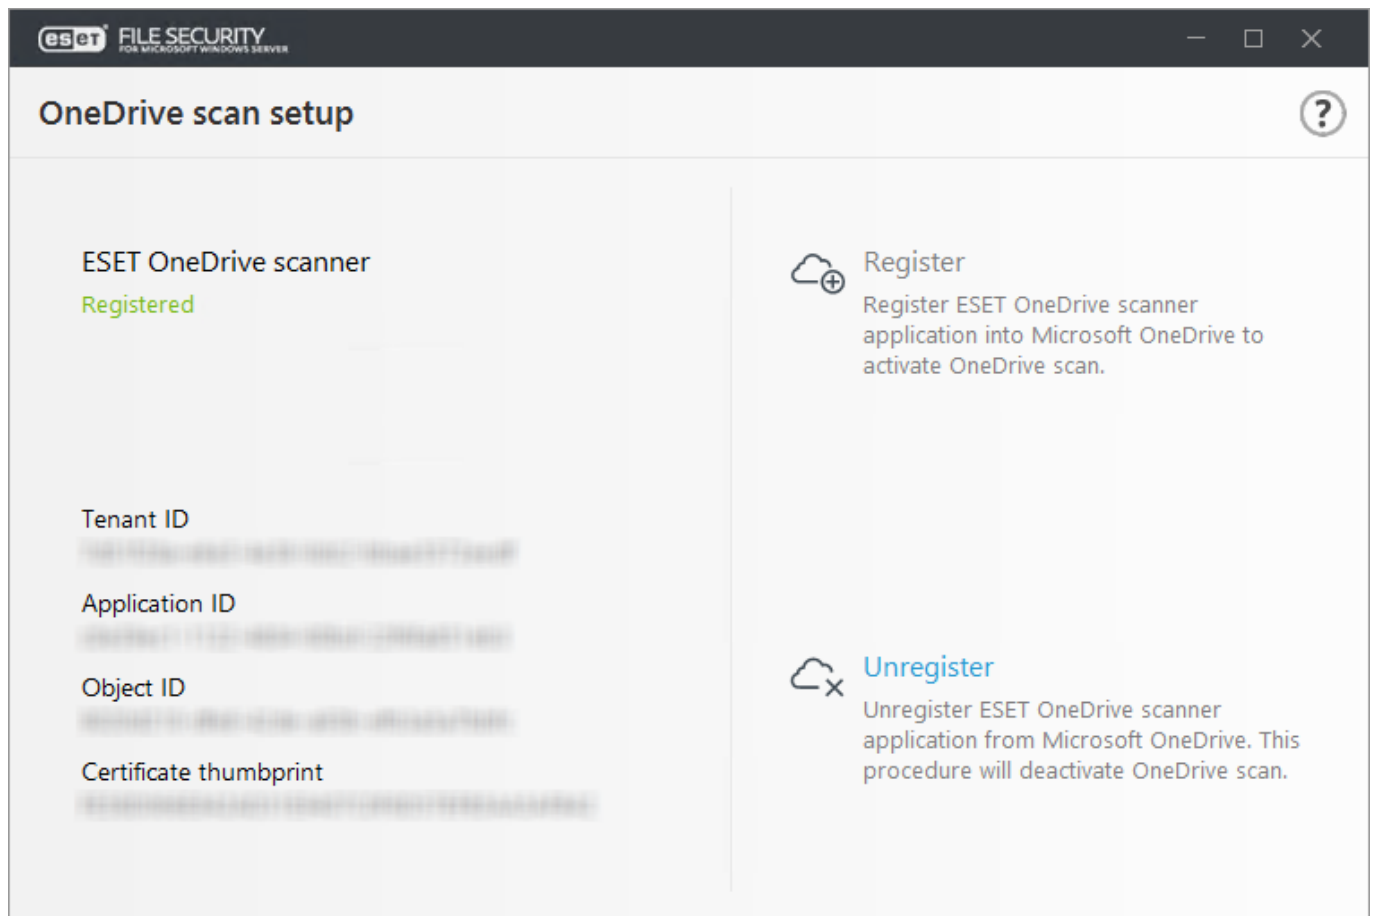 eset FILE SECURITY
FOR MICROSOFT WINDOWS SERVER
OneDrive scan setup
?
ESET OneDrive scanner
Registered
Tenant ID
Application ID
Object ID
Certificate thumbprint
Register
Register ESET OneDrive scanner
application into Microsoft OneDrive to
activate OneDrive scan.
Unregister
Unregister ESET OneDrive scanner
application from Microsoft OneDrive. This
procedure will deactivate OneDrive scan.